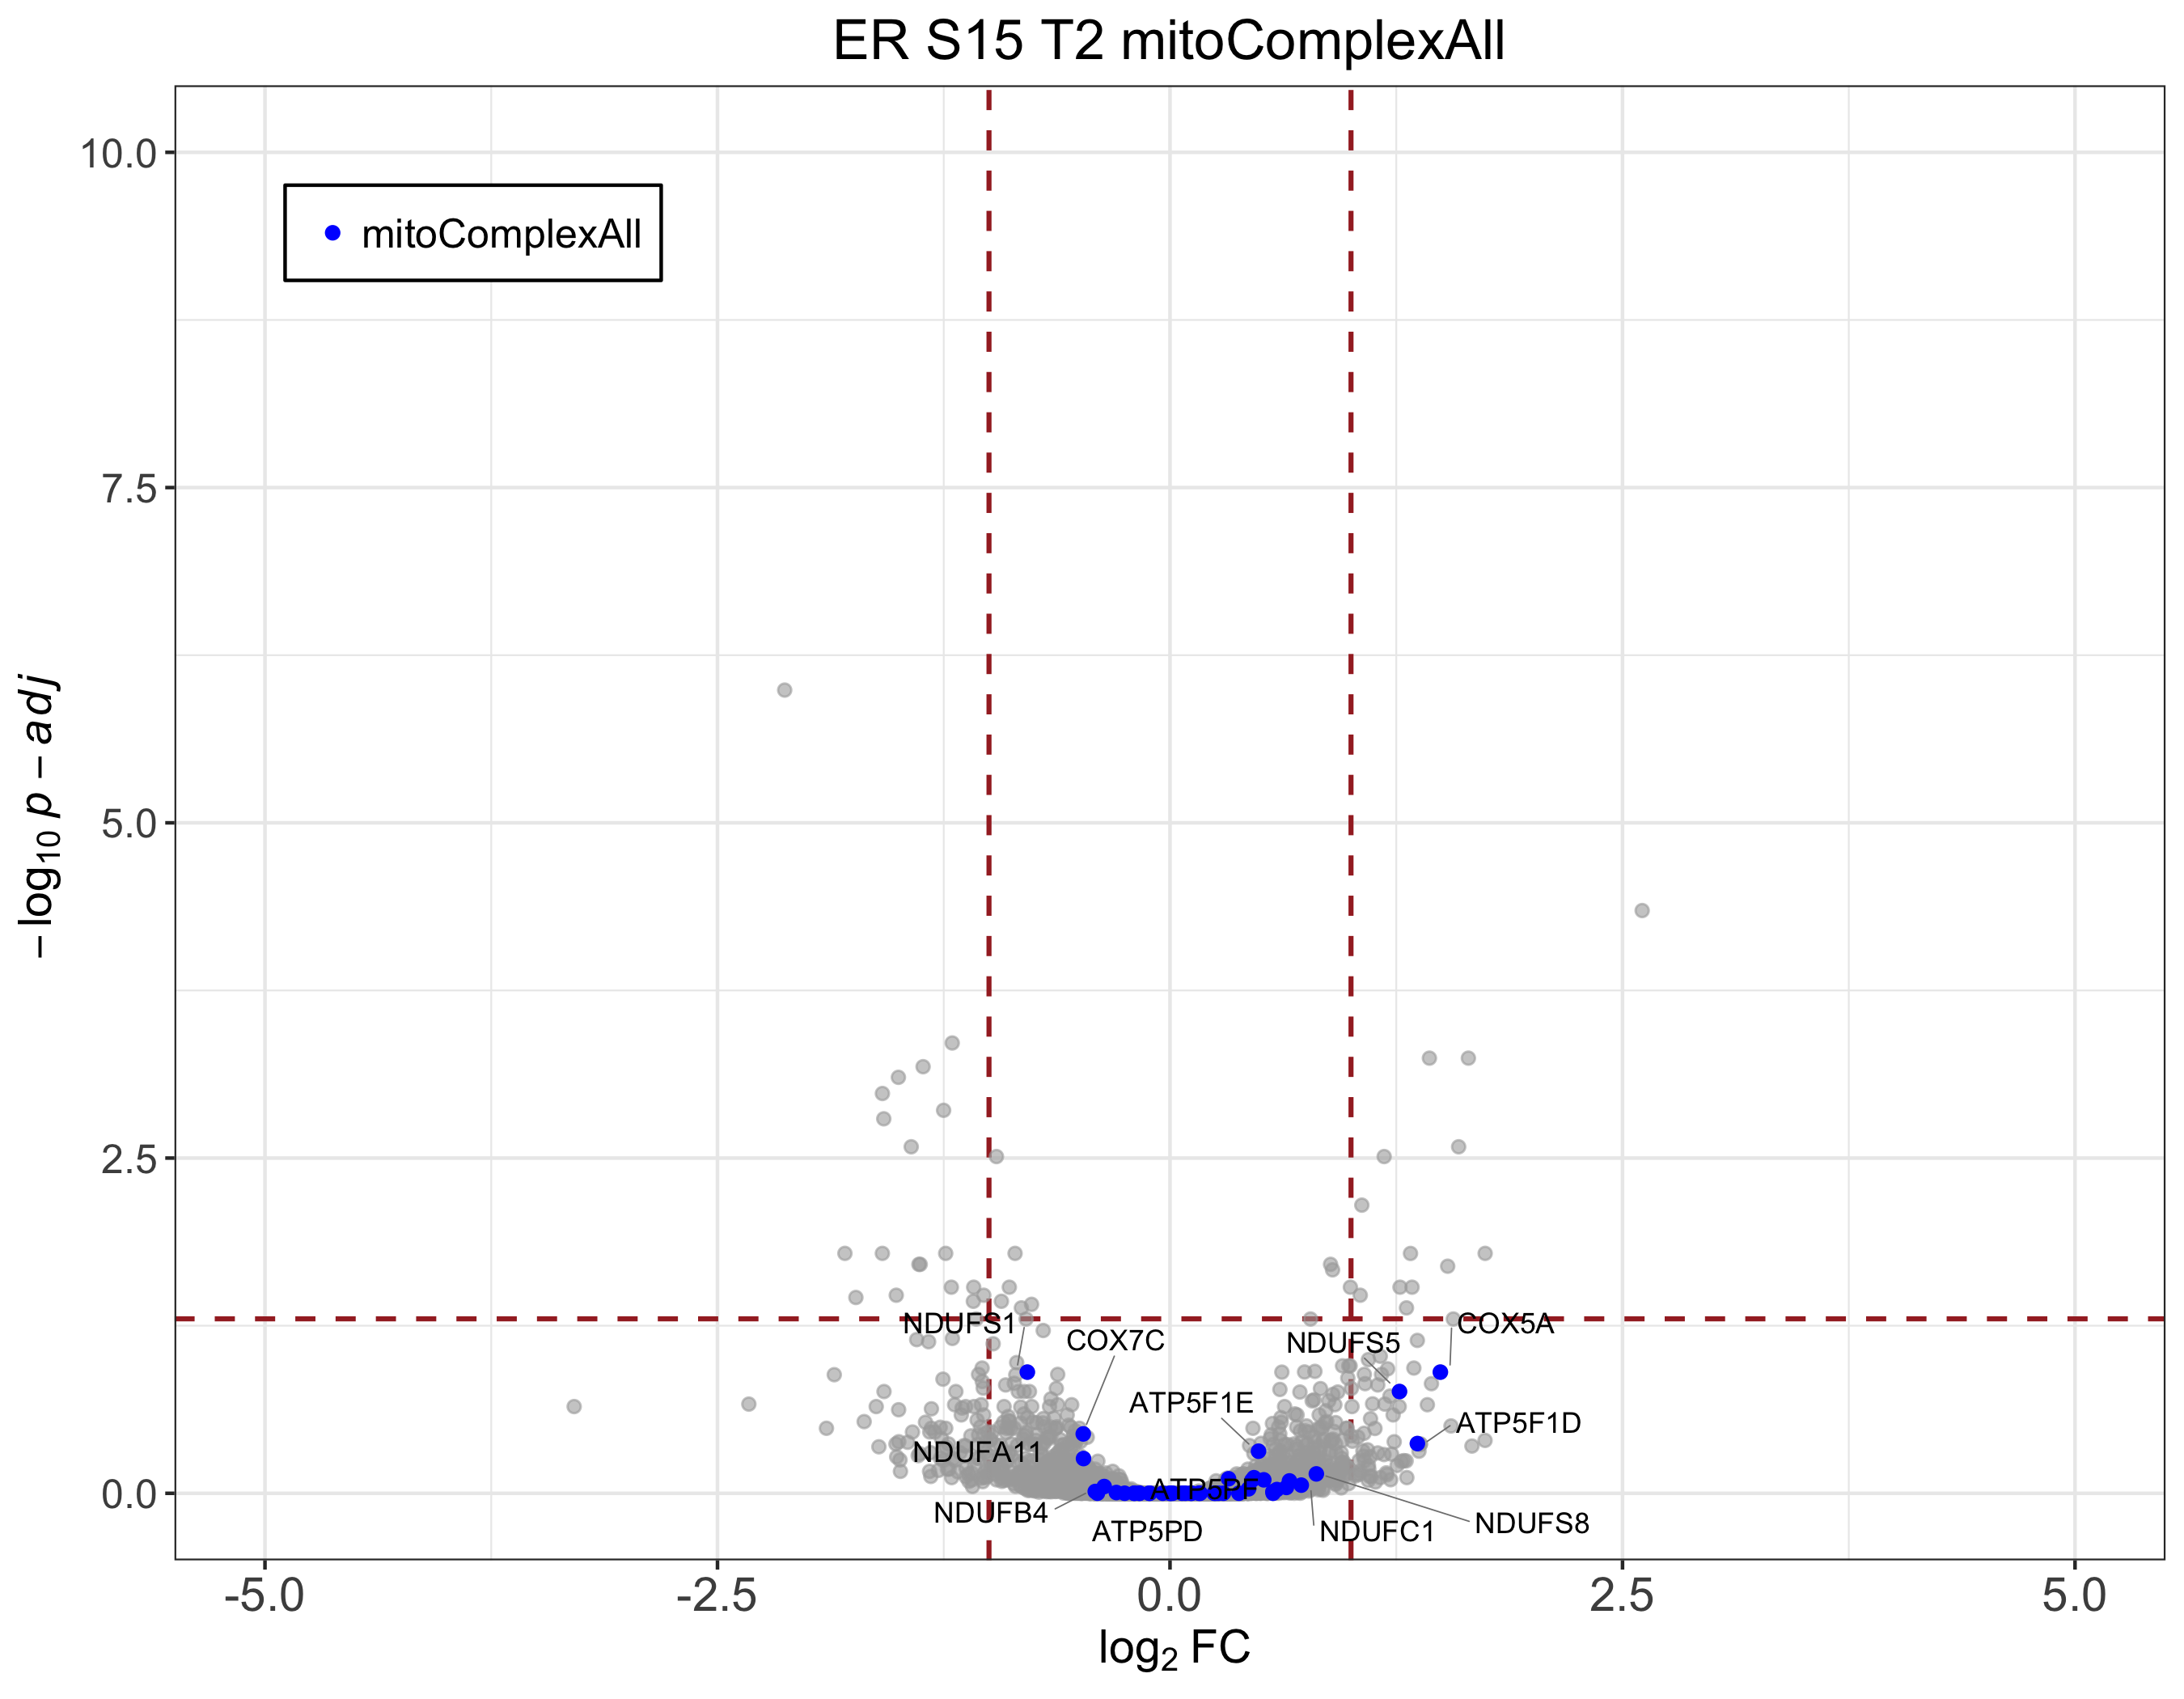 ER S15 T2 mitoComplexAll
mitoComplexAll
10.0
7.5
5.0
2.5
0.0
−log10 p − adj
NDUFS1
COX7C
NDUFS5
COX5A
ATP5F1E
ATP5F1D
NDUFA11
ATP5PF
NDUFB4
ATP5PD
NDUFC1
NDUFS8
-5.0
-2.5
0.0
2.5
5.0
log2 FC